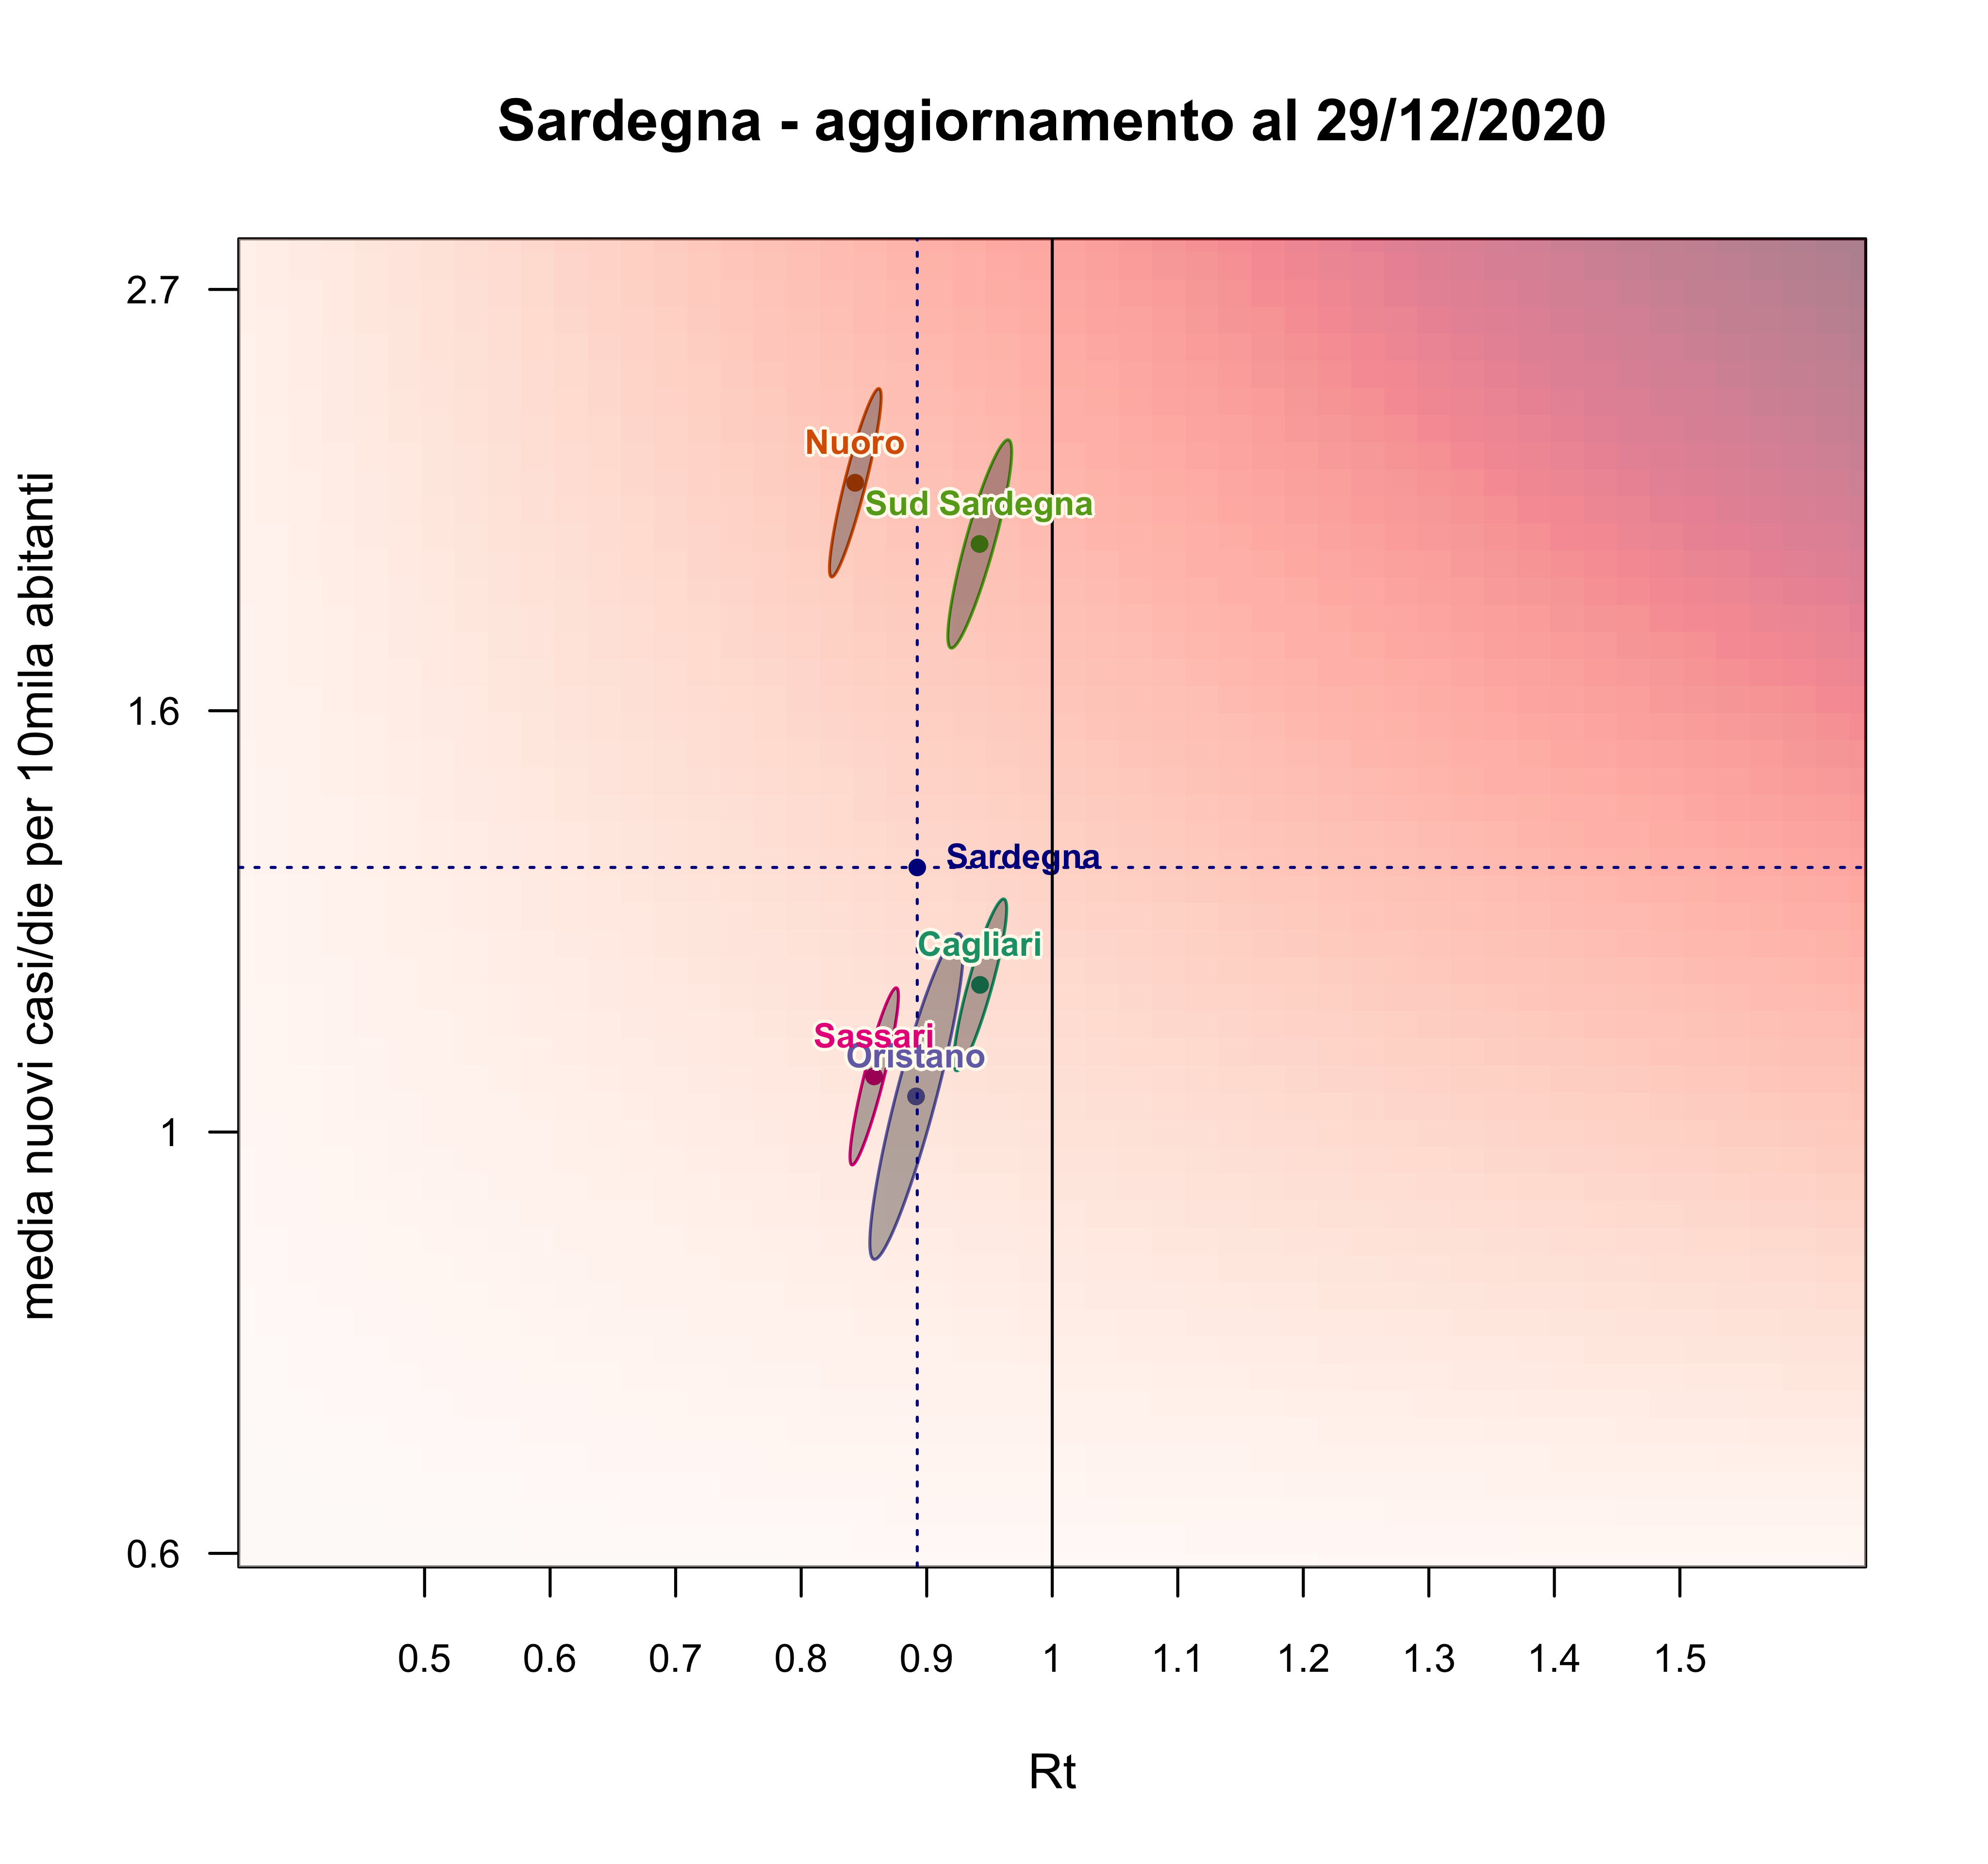 Sardegna - aggiornamento al 29/12/2020
media nuovi casi/die per 10mila abitanti
2.7
1.6
1
0.6
Nuoro
Sud Sardegna
Sardegna
Cagliari
Sassari
Oristano
0.5 0.6 0.7 0.8 0.9 1 1.1 1.2 1.3 1.4 1.5
Rt